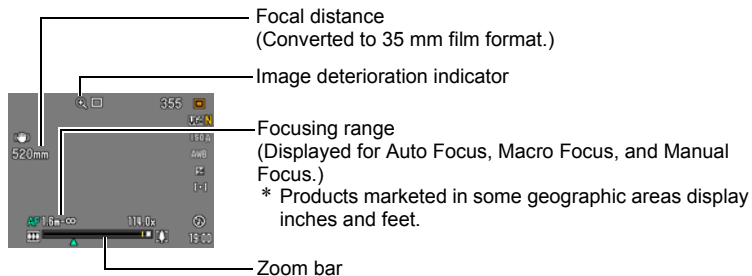 Focal distance
(Converted to 35 mm film format.)
Image deterioration indicator
355
N
ISO A
520mm
AWB
Focusing range
(Displayed for Auto Focus, Macro Focus, and Manual
Focus.)
* Products marketed in some geographic areas display
inches and feet.
AF 1.6m-∞ 114.0x
Zoom bar